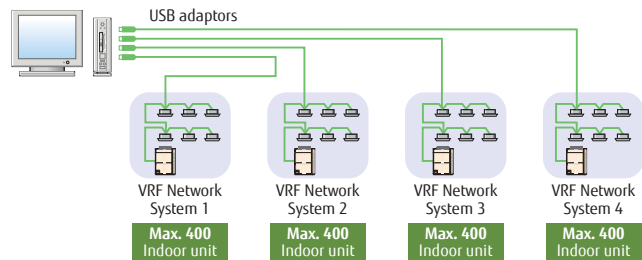 USB adaptors
VRF Network
System 1
Max. 400
Indoor unit
VRF Network
System 2
Max. 400
Indoor unit
VRF Network
System 3
Max. 400
Indoor unit
VRF Network
System 4
Max. 400
Indoor unit